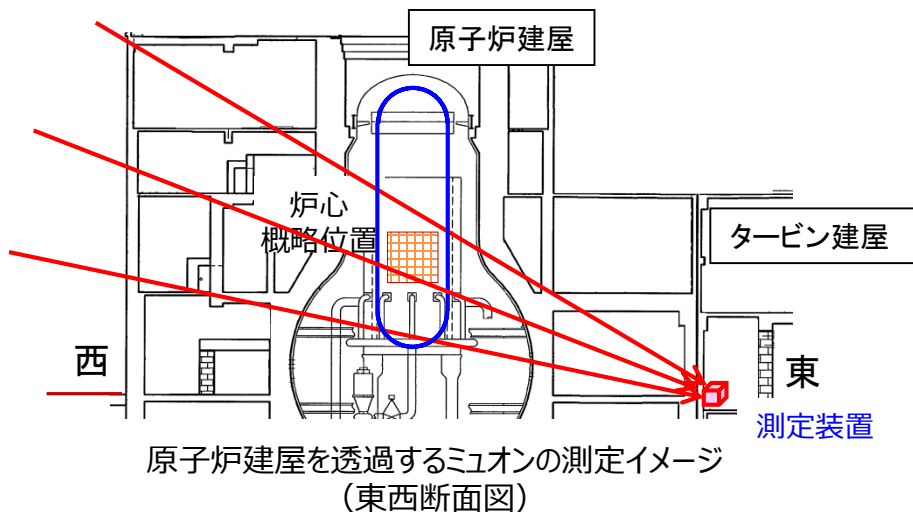 原子炉建屋
炉心
概略位置
タービン建屋
西
東
測定装置
原子炉建屋を透過するミュオンの測定イメージ
（東西断面図）